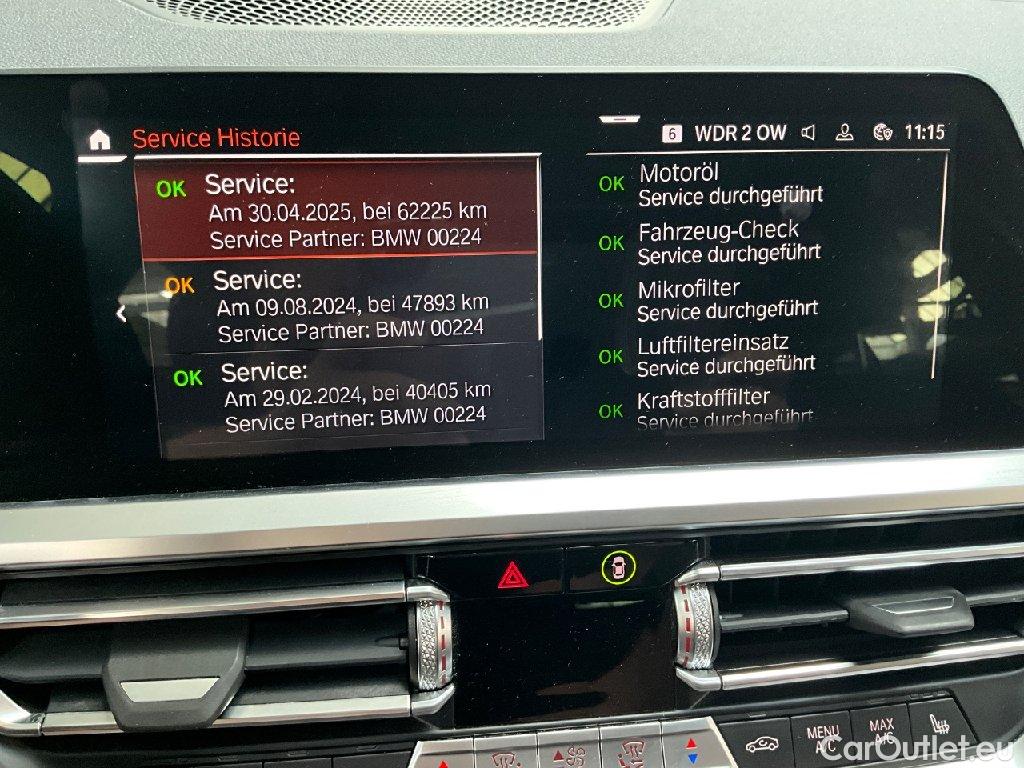 Service Historie
6 WDR 2 OW 11:15
OK Service:
Am 30.04.2025, bei 62225 km
Service Partner: BMW 00224
OK Service:
Am 09.08.2024, bei 47893 km
Service Partner: BMW 00224
OK Service:
Am 29.02.2024, bei 40405 km
Service Partner: BMW 00224
OK Motoröl
Service durchgeführt
OK Fahrzeug-Check
Service durchgeführt
OK Mikrofilter
Service durchgeführt
OK Luftfiltereinsatz
Service durchgeführt
OK Kraftstofffilter
Service durchgeführt
MENU
A/C
MAX
A/C
CarOutlet.eu